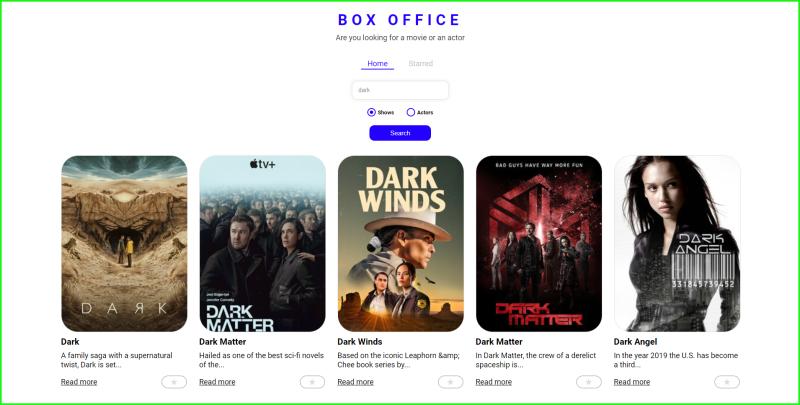 BOX OFFICE
Are you looking for a movie or an actor
Home Starred
dark
Shows Actors
Search
DARK
tv+
Joel Edgerton
Jennifer Connelly
DARK
MATTER
DARK
WINDS
BAD GUYS HAVE WAY MORE FUN
DARK
MATTER
DARK
ANGEL
331845739452
Dark
A family saga with a supernatural
twist, Dark is set...
Read more
Dark Matter
Hailed as one of the best sci-fi novels
of the...
Read more
Dark Winds
Based on the iconic Leaphorn &amp;
Chee book series by...
Read more
Dark Matter
In Dark Matter, the crew of a derelict
spaceship is...
Read more
Dark Angel
In the year 2019 the U.S. has become
a third...
Read more